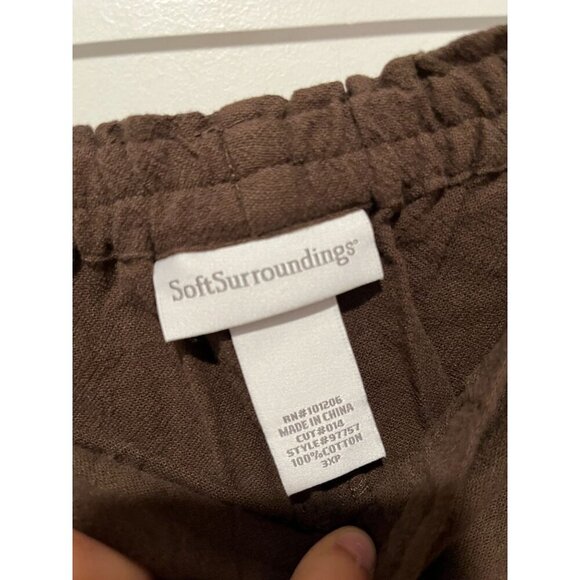 SoftSurroundings®
RN#101206
MADE IN CHINA
CUT#014
STYLE#97757
100%COTTON
3XP